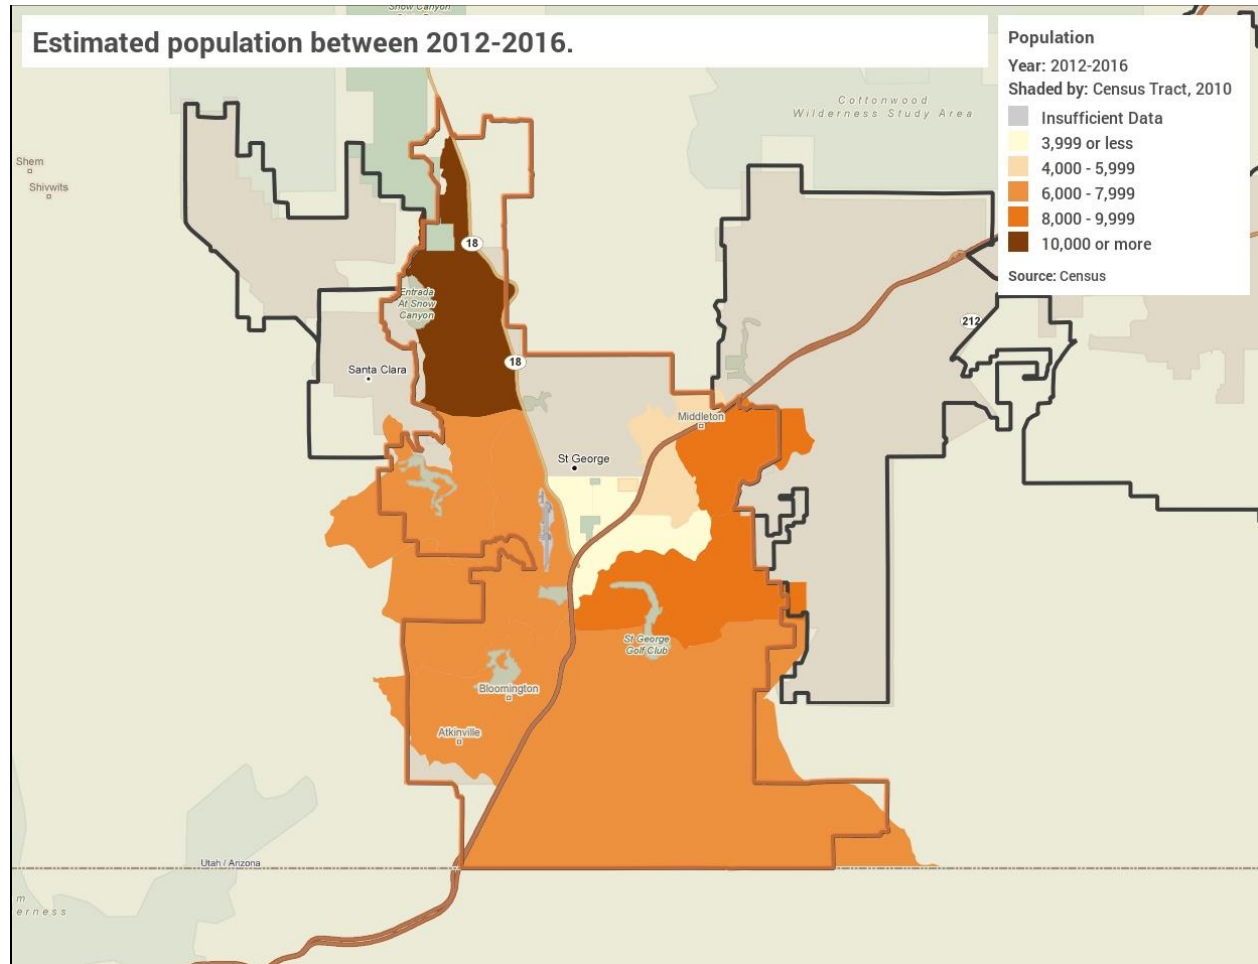 Snow Canyon
Estimated population between 2012-2016.
Population
Year: 2012-2016
Shaded by: Census Tract, 2010
Insufficient Data
3,999 or less
4,000 - 5,999
6,000 - 7,999
8,000 - 9,999
10,000 or more
Source: Census
Cottonwood
Wilderness Study Area
Shem
Shivwits
18
Entrada
At Snow
Canyon
212
18
Santa Clara
Middleton
St George
St George
Golf Club
Bloomington
Atkinville
Utah / Arizona
m
erness